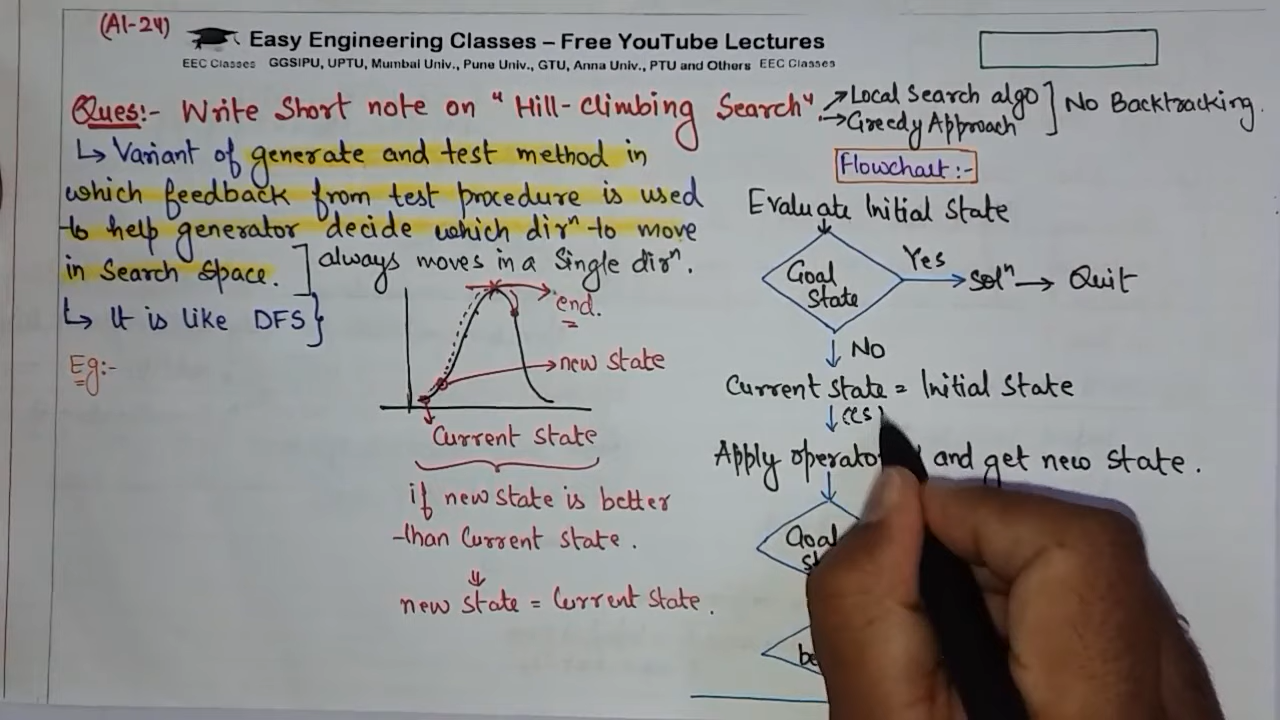 (AI-24)
Easy Engineering Classes – Free YouTube Lectures
EEC Classes GGSIPU, UPTU, Mumbai Univ., Pune Univ., GTU, Anna Univ., PTU and Others EEC Classes
Ques:- Write Short note on "Hill-Climbing Search"
→ Local Search algo
→ Greedy Approach
] No Backtracking.
↳ Variant of generate and test method in
which feedback from test procedure is used
to help generator decide which dirⁿ to move
in Search Space. ] always moves in a Single dirⁿ.
↳ It is like DFS}
Eg:-
end.
new state
Current state
if new state is better
than Current state.
⇓
new state = Current state.
Flowchart:-
Evaluate Initial State
Goal State
Yes
Solⁿ → Quit
No
Current state = Initial State
(CS)
Apply and get new state.